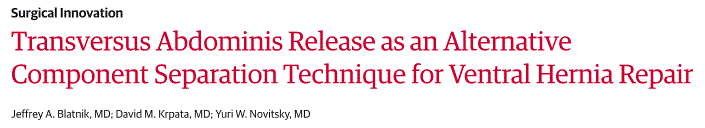 Surgical Innovation
Transversus Abdominis Release as an Alternative
Component Separation Technique for Ventral Hernia Repair
Jeffrey A. Blatnik, MD; David M. Krpata, MD; Yuri W. Novitsky, MD